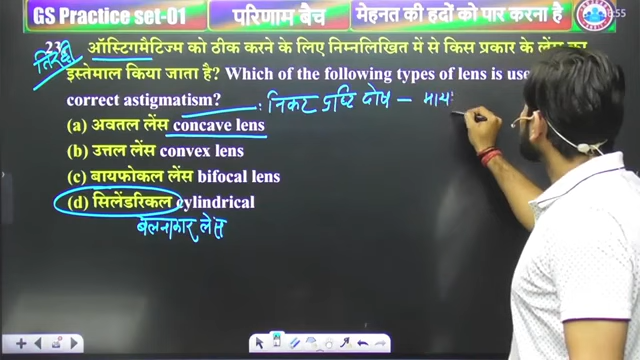 GS Practice set-01 परिणाम बैच मेहनत की हदों को पार करना है
23 ऑस्टिगमैटिज्म को ठीक करने के लिए निम्नलिखित में से किस प्रकार के लेंस का
इस्तेमाल किया जाता है? Which of the following types of lens is use
correct astigmatism? : निकट दृष्टि दोष – माय
(a) अवतल लेंस concave lens
(b) उत्तल लेंस convex lens
(c) बायफोकल लेंस bifocal lens
(d) सिलेंडरिकल cylindrical
बेलनाकार लेंस